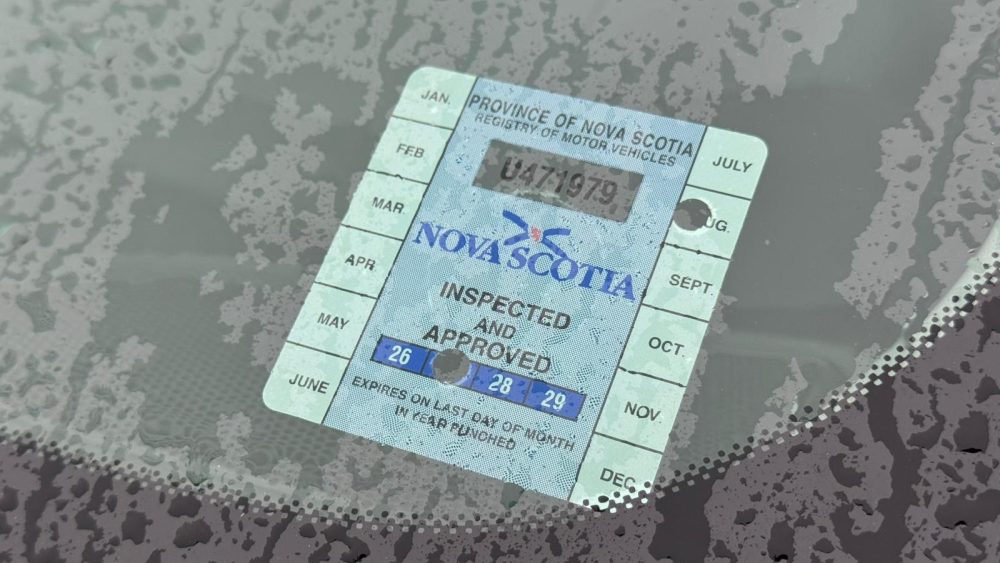 PROVINCE OF NOVA SCOTIA
REGISTRY OF MOTOR VEHICLES
U471979
NOVA SCOTIA
INSPECTED
AND
APPROVED
26 28 29
EXPIRES ON LAST DAY OF MONTH
IN YEAR PUNCHED
JAN.
FEB
MAR.
APR.
MAY
JUNE
JULY
UG.
SEPT.
OCT.
NOV.
DEC.